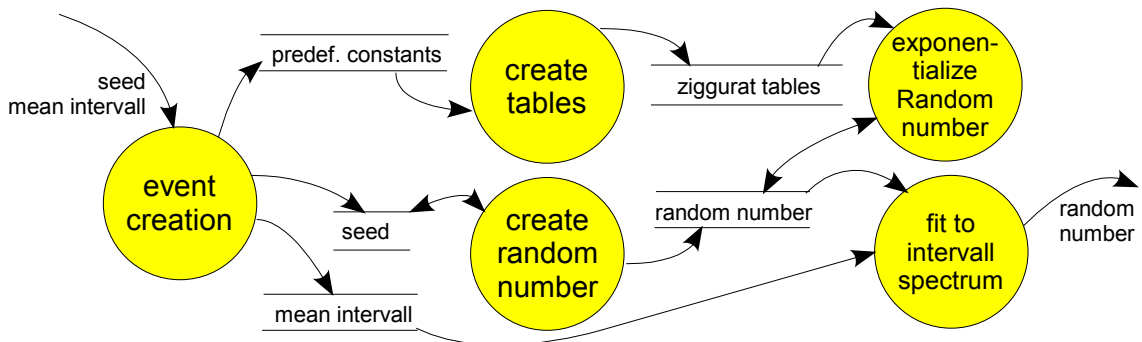 seed
mean intervall
event
creation
predef. constants
create
tables
ziggurat tables
exponen-
tialize
Random
number
seed
create
random
number
random number
mean intervall
fit to
intervall
spectrum
random
number